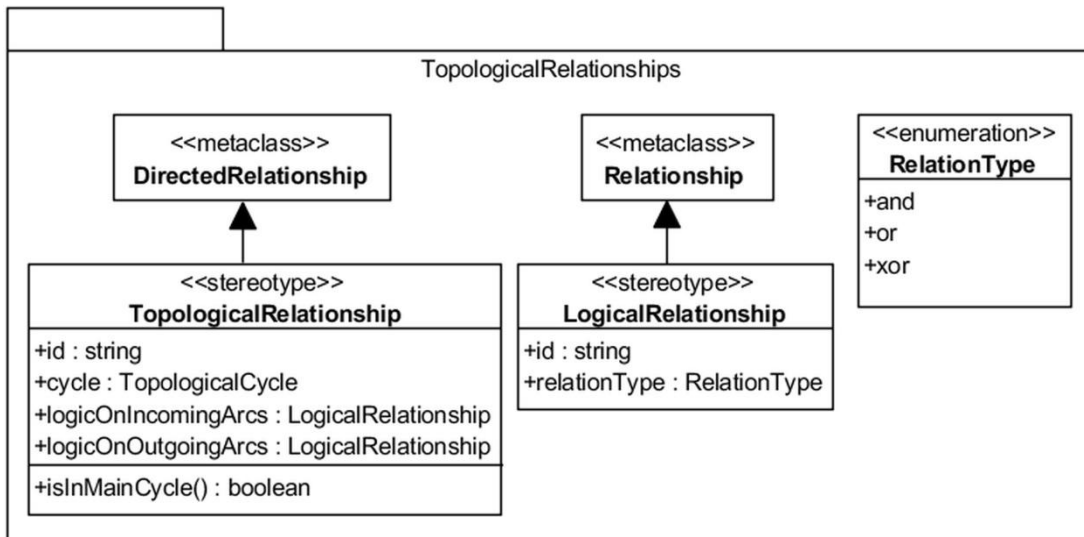 TopologicalRelationships
<<metaclass>>
DirectedRelationship
<<metaclass>>
Relationship
<<enumeration>>
RelationType
+and
+or
+xor
<<stereotype>>
TopologicalRelationship
+id : string
+cycle : TopologicalCycle
+logicOnIncomingArcs : LogicalRelationship
+logicOnOutgoingArcs : LogicalRelationship
+isInMainCycle() : boolean
<<stereotype>>
LogicalRelationship
+id : string
+relationType : RelationType